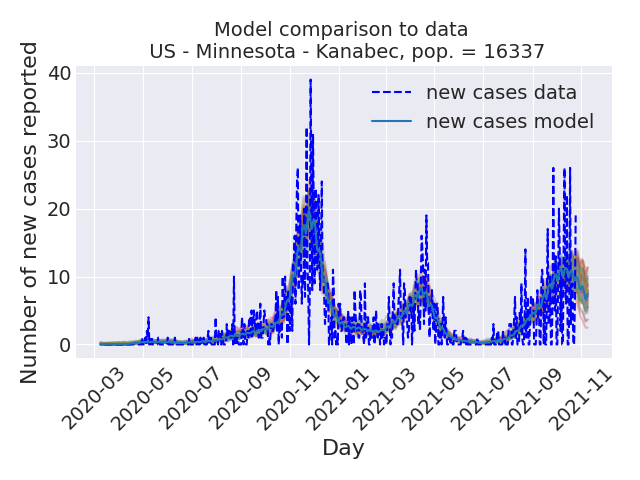 Model comparison to data
US - Minnesota - Kanabec, pop. = 16337
Number of new cases reported
40
30
20
10
0
new cases data
new cases model
2020-03
2020-05
2020-07
2020-09
2020-11
2021-01
2021-03
2021-05
2021-07
2021-09
2021-11
Day